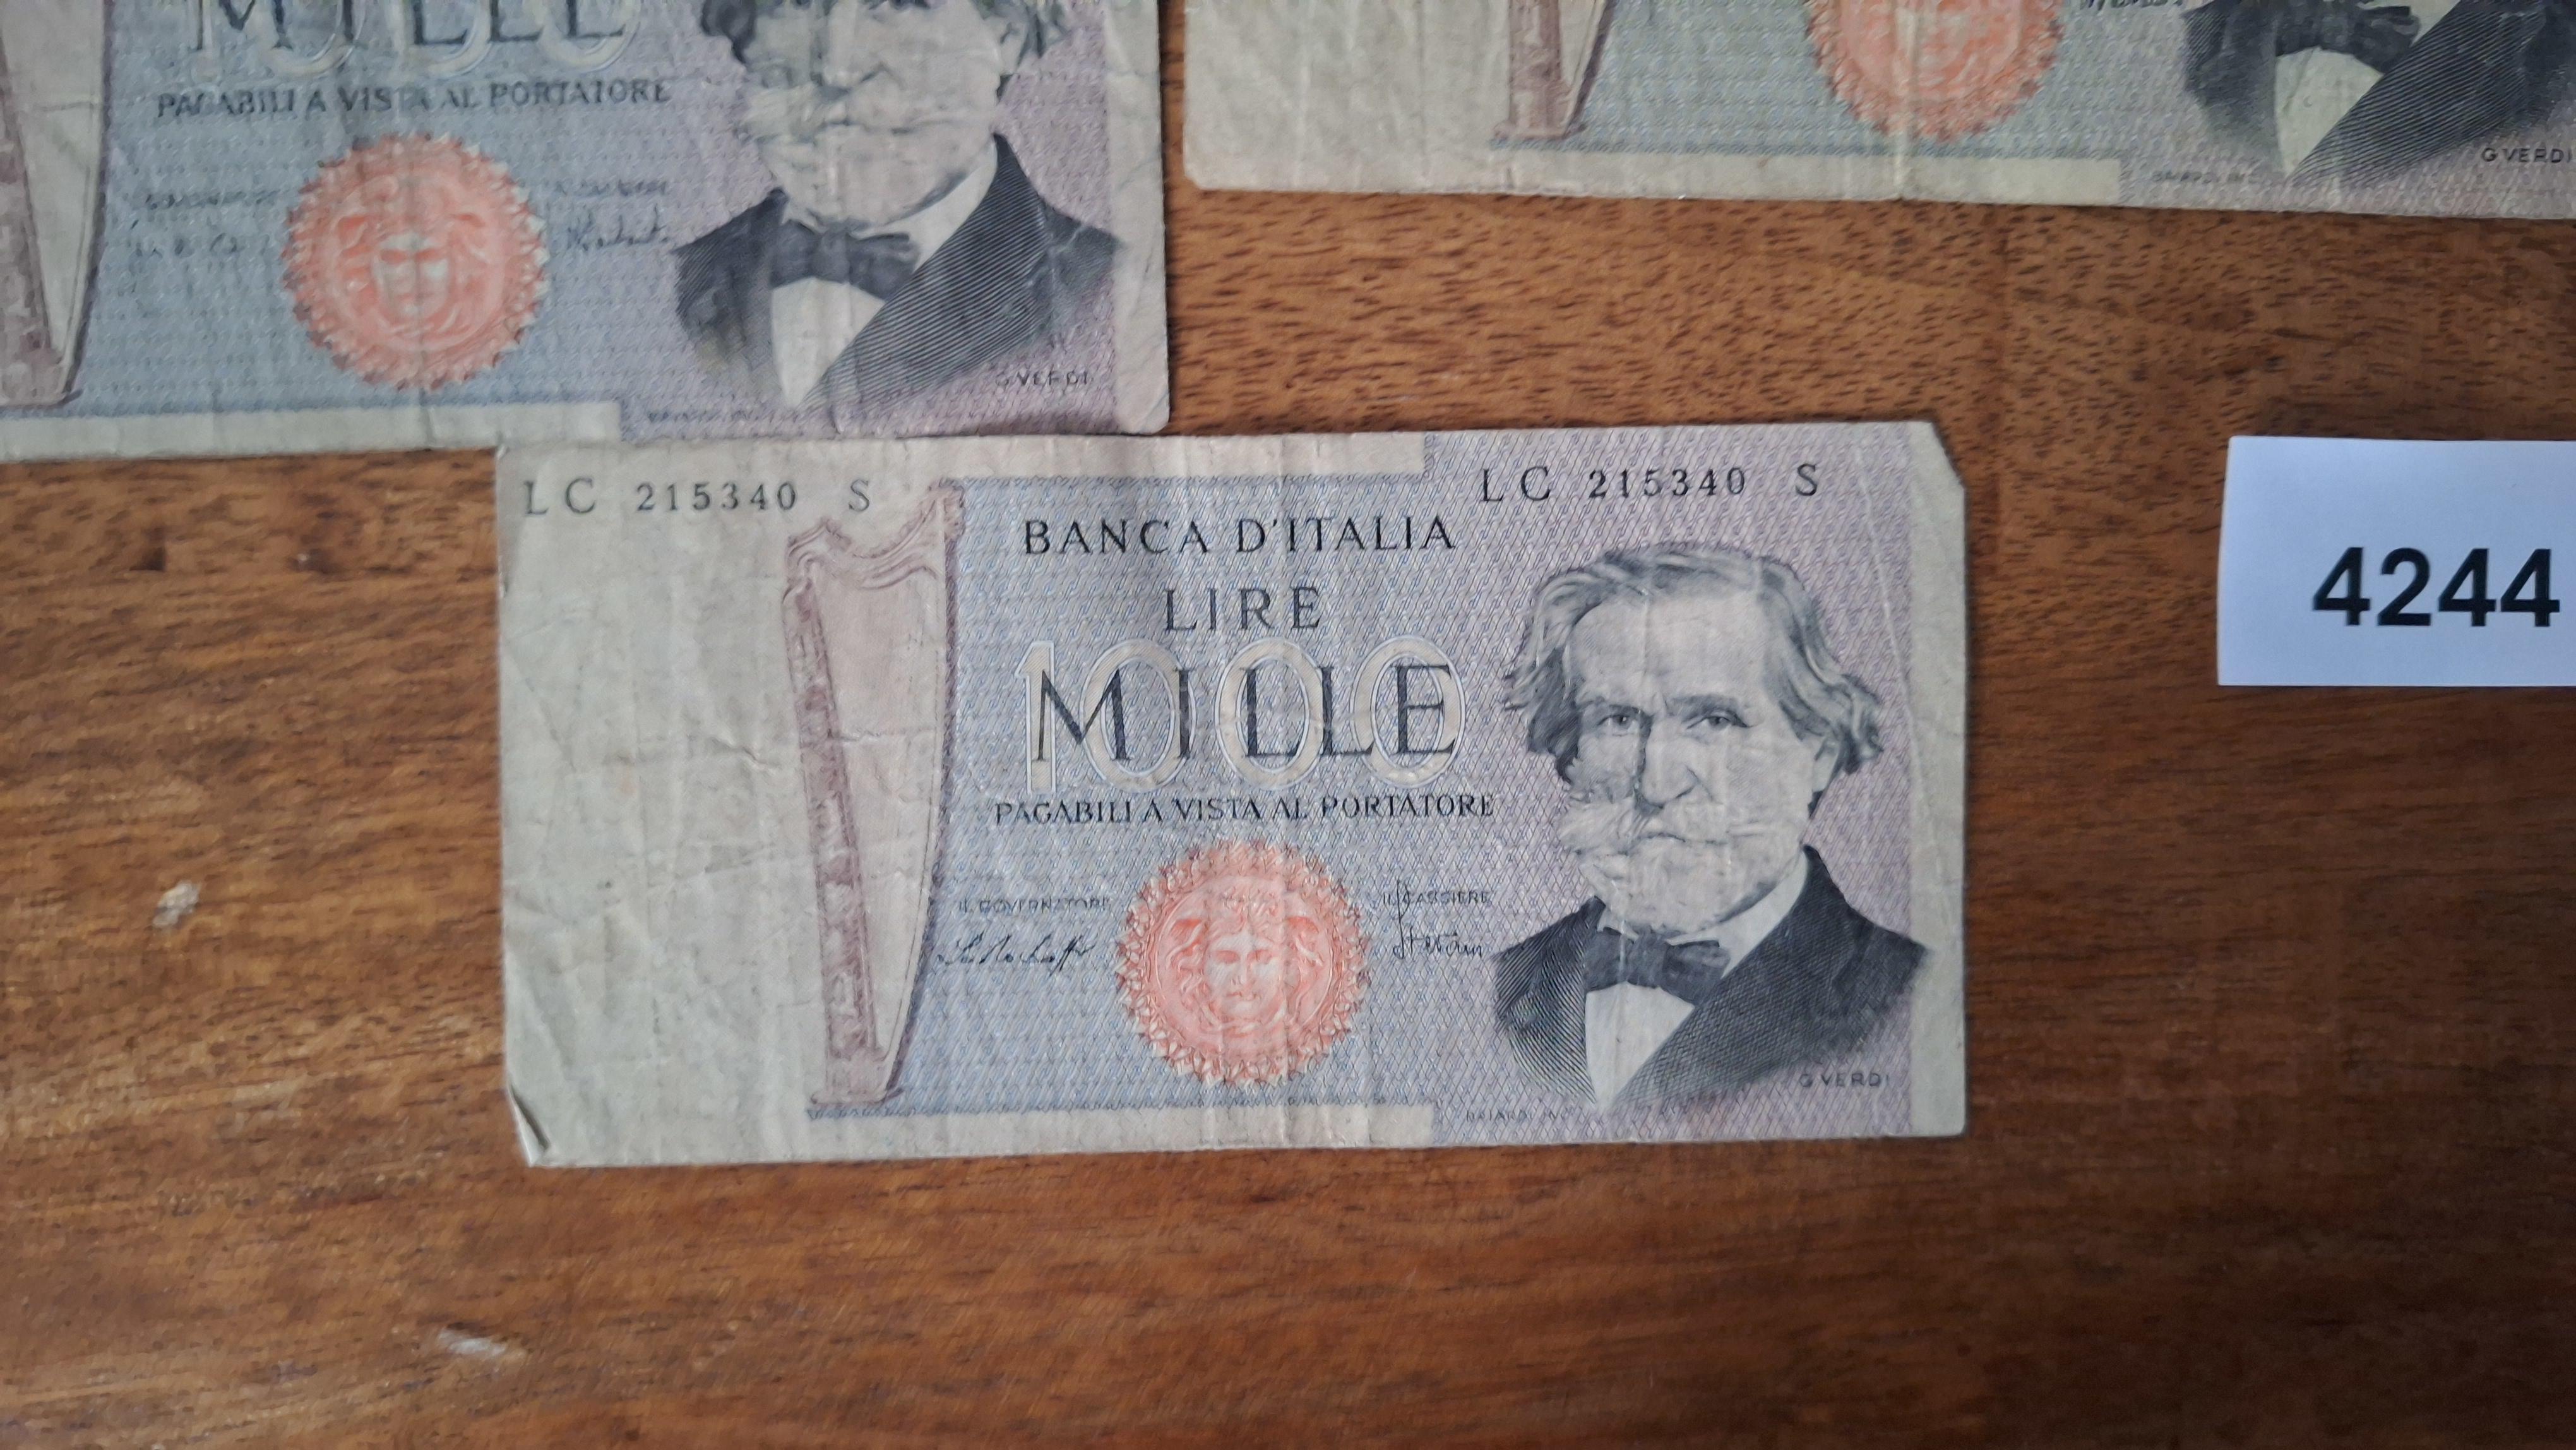 MILLE
1000
PAGABILI A VISTA AL PORTATORE
G.VERDI
G.VERDI
LC 215340 S
LC 215340 S
BANCA D'ITALIA
LIRE
MILLE
1000
PAGABILI A VISTA AL PORTATORE
IL GOVERNATORE
IL CASSIERE
G.VERDI
4244